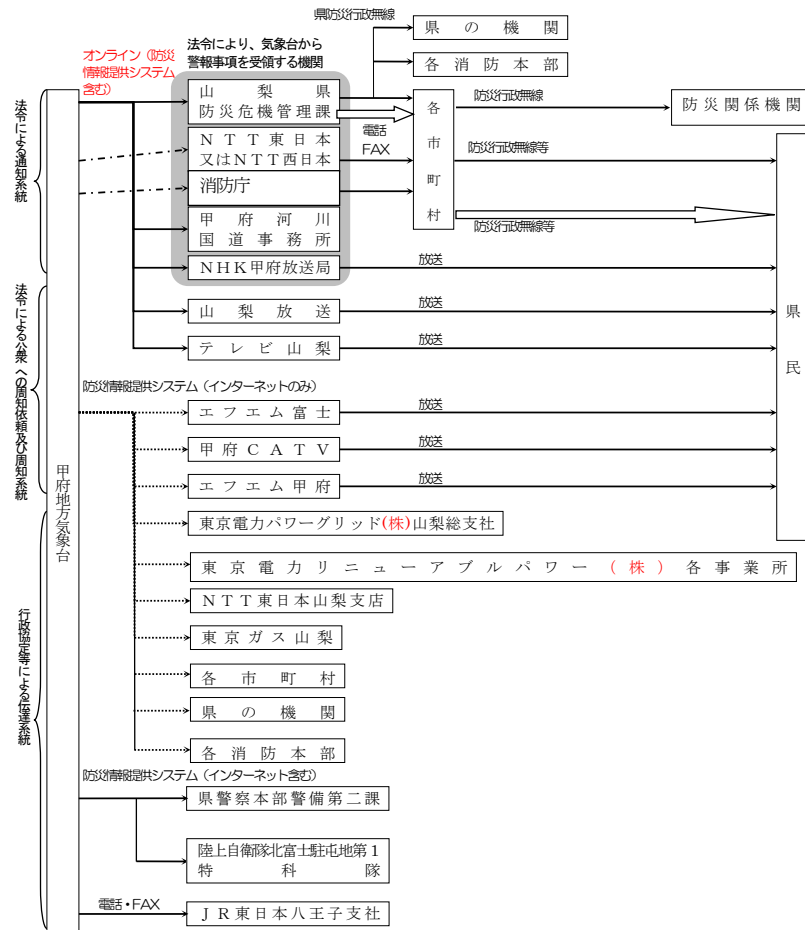 県防災行政無線
県の機関
法令により、気象台から
警報事項を受領する機関
オンライン（防災
情報提供システム
含む）
各消防本部
山梨県
防災危機管理課
電話
FAX
各市町村
防災行政無線
防災関係機関
NTT東日本
又はNTT西日本
防災行政無線等
消防庁
防災行政無線等
甲府河川
国道事務所
NHK甲府放送局
放送
山梨放送
放送
テレビ山梨
放送
県民
法令による通知系統
法令による公衆への周知依頼及び周知系統
行政協定等による伝達系統
甲府地方気象台
防災情報提供システム（インターネットのみ）
エフエム富士
放送
甲府CATV
放送
エフエム甲府
放送
東京電力パワーグリッド(株)山梨総支社
東京電力リニューアブルパワー（株）各事業所
NTT東日本山梨支店
東京ガス山梨
各市町村
県の機関
各消防本部
防災情報提供システム（インターネット含む）
県警察本部警備第二課
陸上自衛隊北富士駐屯地第1
特科隊
電話・FAX
JR東日本八王子支社